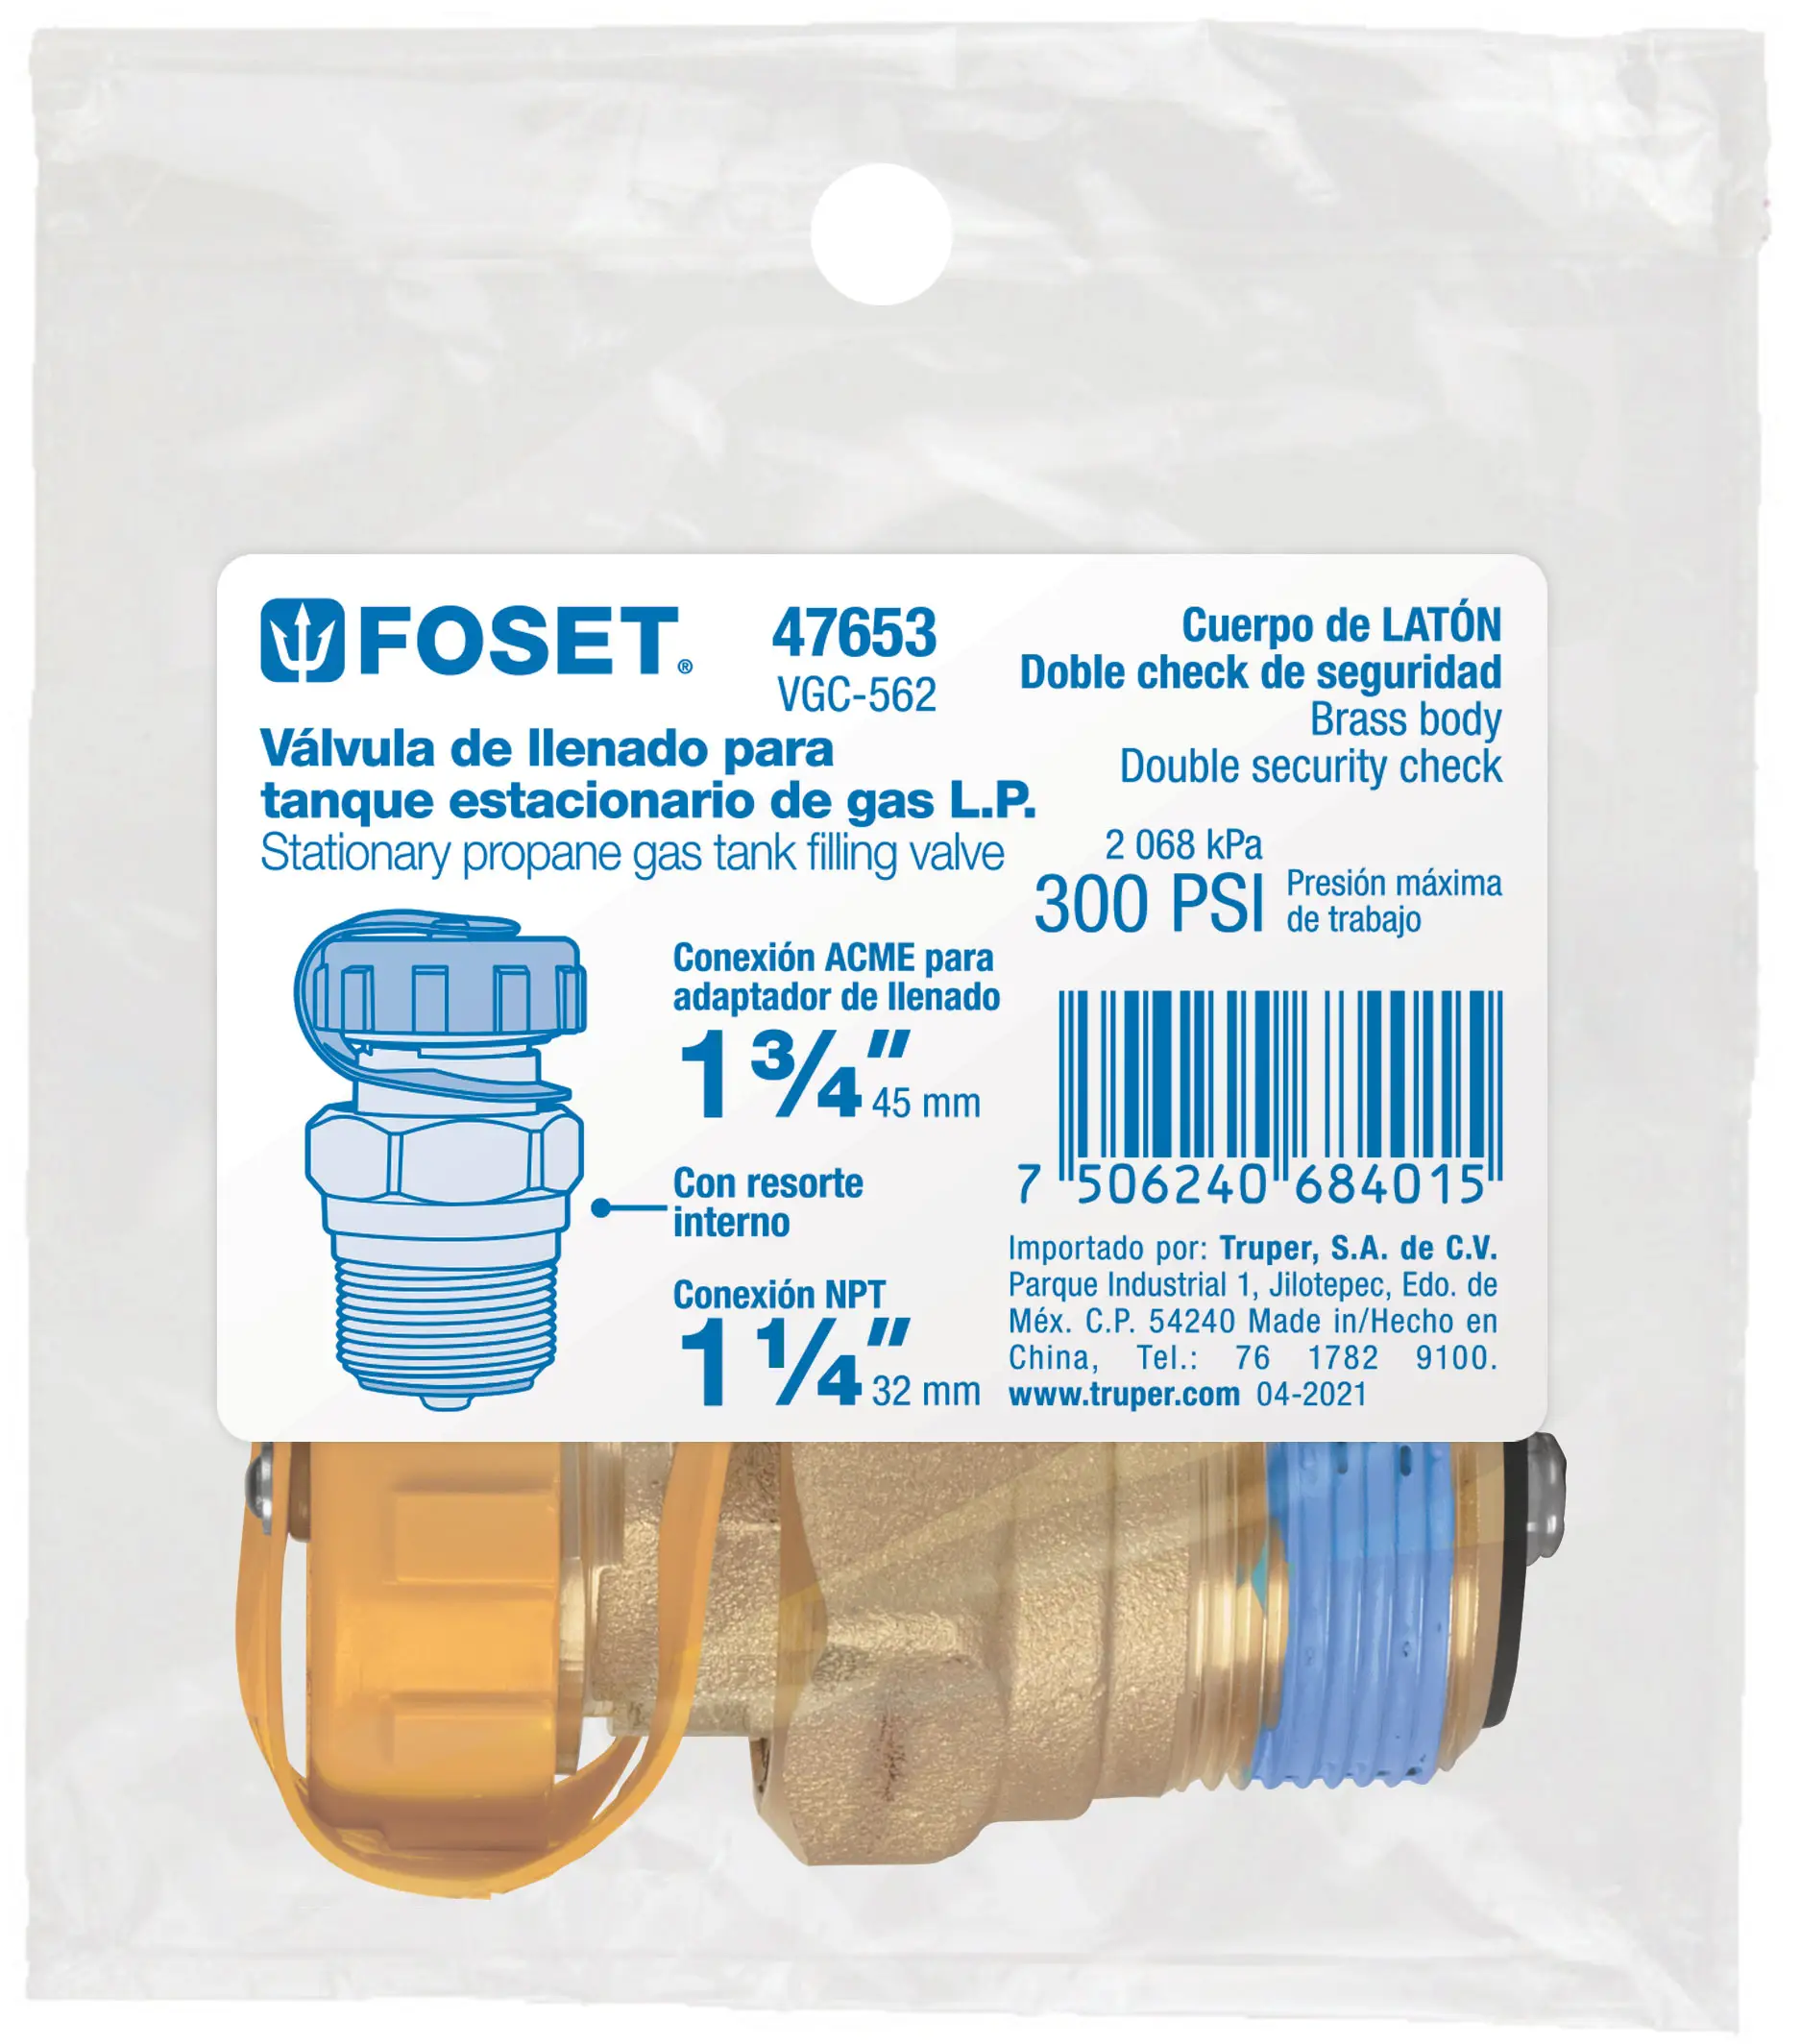 FOSET®
47653
VGC-562
Válvula de llenado para
tanque estacionario de gas L.P.
Stationary propane gas tank filling valve
Cuerpo de LATÓN
Doble check de seguridad
Brass body
Double security check
2 068 kPa
300 PSI
Presión máxima
de trabajo
Conexión ACME para
adaptador de llenado
1 3/4" 45 mm
Con resorte
interno
Conexión NPT
1 1/4" 32 mm
7 506240 684015
Importado por: Truper, S.A. de C.V.
Parque Industrial 1, Jilotepec, Edo. de
Méx. C.P. 54240 Made in/Hecho en
China, Tel.: 76 1782 9100.
www.truper.com 04-2021